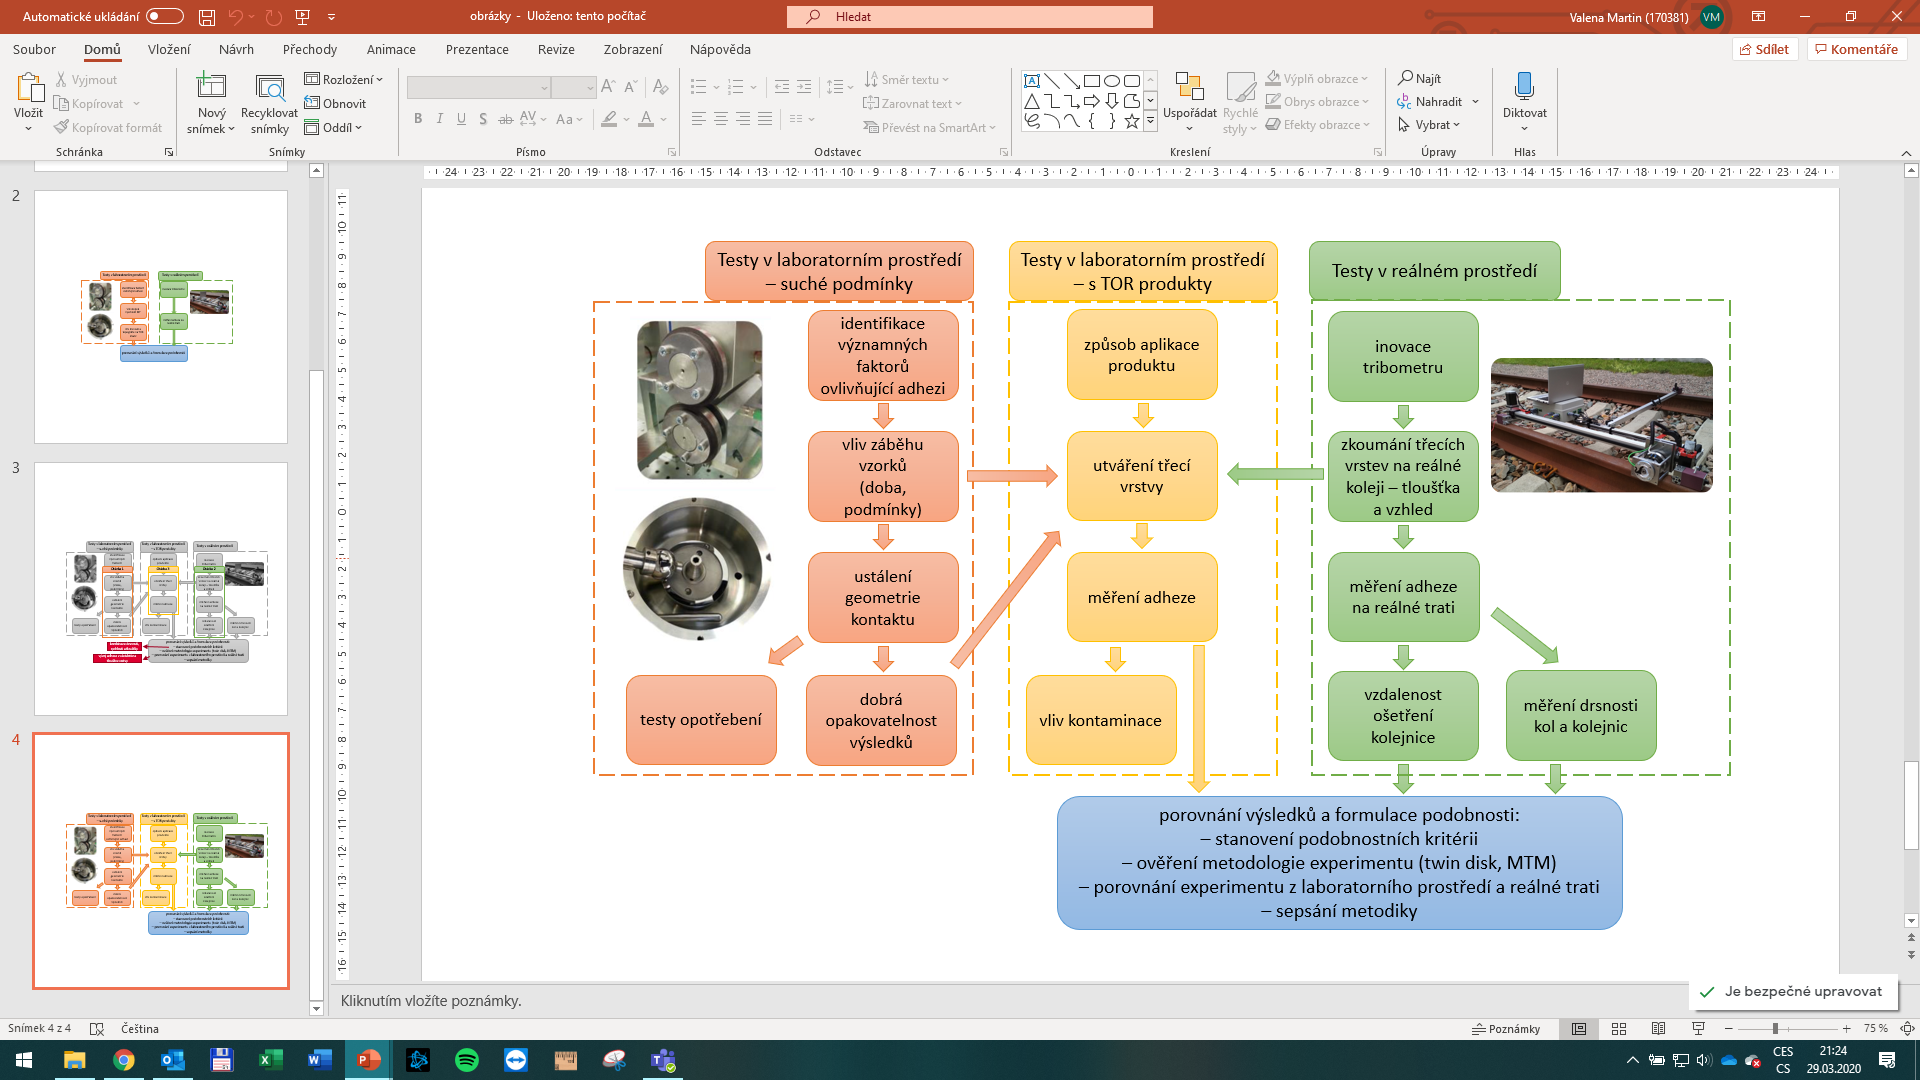 Automatické ukládání
obrázky - Uloženo: tento počítač
Hledat
Valena Martin (170381)
VM
Soubor
Domů
Vložení
Návrh
Přechody
Animace
Prezentace
Revize
Zobrazení
Nápověda
Sdílet
Komentáře
Vložit
Vyjmout
Kopírovat
Kopírovat formát
Schránka
Nový
snímek
Recyklovat
snímky
Rozložení
Obnovit
Oddíl
Snímky
Písmo
Směr textu
Zarovnat text
Převést na SmartArt
Odstavec
Uspořádat
Rychlé
styly
Výplň obrazce
Obrys obrazce
Efekty obrazce
Kreslení
Najít
Nahradit
Vybrat
Úpravy
Diktovat
Hlas
2
3
4
Testy v laboratorním prostředí
– suché podmínky
Testy v laboratorním prostředí
– s TOR produkty
Testy v reálném prostředí
identifikace
významných
faktorů
ovlivňující adhezi
způsob aplikace
produktu
inovace
tribometru
vliv záběhu
vzorků
(doba,
podmínky)
utváření třecí
vrstvy
zkoumání třecích
vrstev na reálné
koleji – tloušťka
a vzhled
ustálení
geometrie
kontaktu
měření adheze
měření adheze
na reálné trati
testy opotřebení
dobrá
opakovatelnost
výsledků
vliv kontaminace
vzdalenost
ošetření
kolejnice
měření drsnosti
kol a kolejnic
porovnání výsledků a formulace podobnosti:
– stanovení podobnostních kritérii
– ověření metodologie experimentu (twin disk, MTM)
– porovnání experimentu z laboratorního prostředí a reálné trati
– sepsání metodiky
Kliknutím vložíte poznámky.
Je bezpečné upravovat
Snímek 4 z 4
Čeština
Poznámky
75 %
CES
CS
21:24
29.03.2020